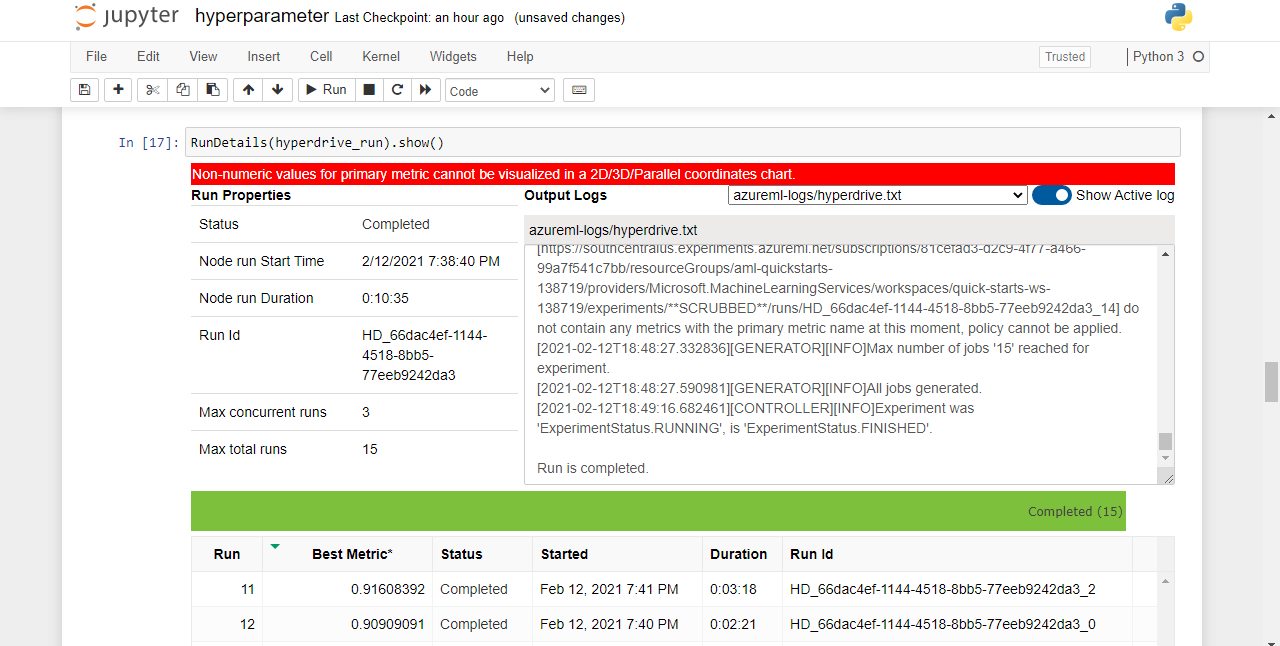 jupyter hyperparameter Last Checkpoint: an hour ago (unsaved changes)
File Edit View Insert Cell Kernel Widgets Help Trusted Python 3
Run Code
In [17]: RunDetails(hyperdrive_run).show()
Non-numeric values for primary metric cannot be visualized in a 2D/3D/Parallel coordinates chart.
Run Properties
Status Completed
Node run Start Time 2/12/2021 7:38:40 PM
Node run Duration 0:10:35
Run Id HD_66dac4ef-1144-
4518-8bb5-
77eeb9242da3
Max concurrent runs 3
Max total runs 15
Output Logs azureml-logs/hyperdrive.txt Show Active log
azureml-logs/hyperdrive.txt
[https://southcentralus.experiments.azureml.net/subscriptions/81cefad3-d2c9-4f77-a466-
99a7f541c7bb/resourceGroups/aml-quickstarts-
138719/providers/Microsoft.MachineLearningServices/workspaces/quick-starts-ws-
138719/experiments/**SCRUBBED**/runs/HD_66dac4ef-1144-4518-8bb5-77eeb9242da3_14] do
not contain any metrics with the primary metric name at this moment, policy cannot be applied.
[2021-02-12T18:48:27.332836][GENERATOR][INFO]Max number of jobs '15' reached for
experiment.
[2021-02-12T18:48:27.590981][GENERATOR][INFO]All jobs generated.
[2021-02-12T18:49:16.682461][CONTROLLER][INFO]Experiment was
'ExperimentStatus.RUNNING', is 'ExperimentStatus.FINISHED'.
Run is completed.
Completed (15)
Run Best Metric* Status Started Duration Run Id
11 0.91608392 Completed Feb 12, 2021 7:41 PM 0:03:18 HD_66dac4ef-1144-4518-8bb5-77eeb9242da3_2
12 0.90909091 Completed Feb 12, 2021 7:40 PM 0:02:21 HD_66dac4ef-1144-4518-8bb5-77eeb9242da3_0